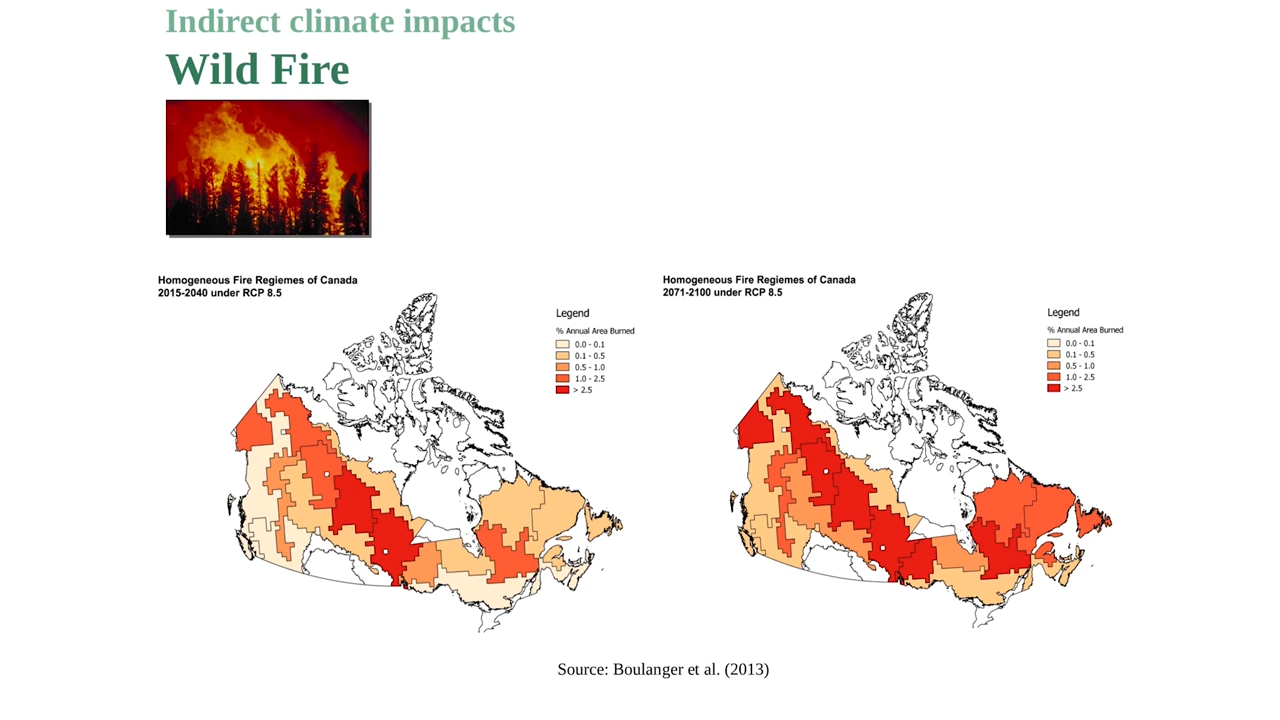 Indirect climate impacts
Wild Fire
Homogeneous Fire Regiemes of Canada
2015-2040 under RCP 8.5
Legend
% Annual Area Burned
0.0 - 0.1
0.1 - 0.5
0.5 - 1.0
1.0 - 2.5
> 2.5
Homogeneous Fire Regiemes of Canada
2071-2100 under RCP 8.5
Legend
% Annual Area Burned
0.0 - 0.1
0.1 - 0.5
0.5 - 1.0
1.0 - 2.5
> 2.5
Source: Boulanger et al. (2013)